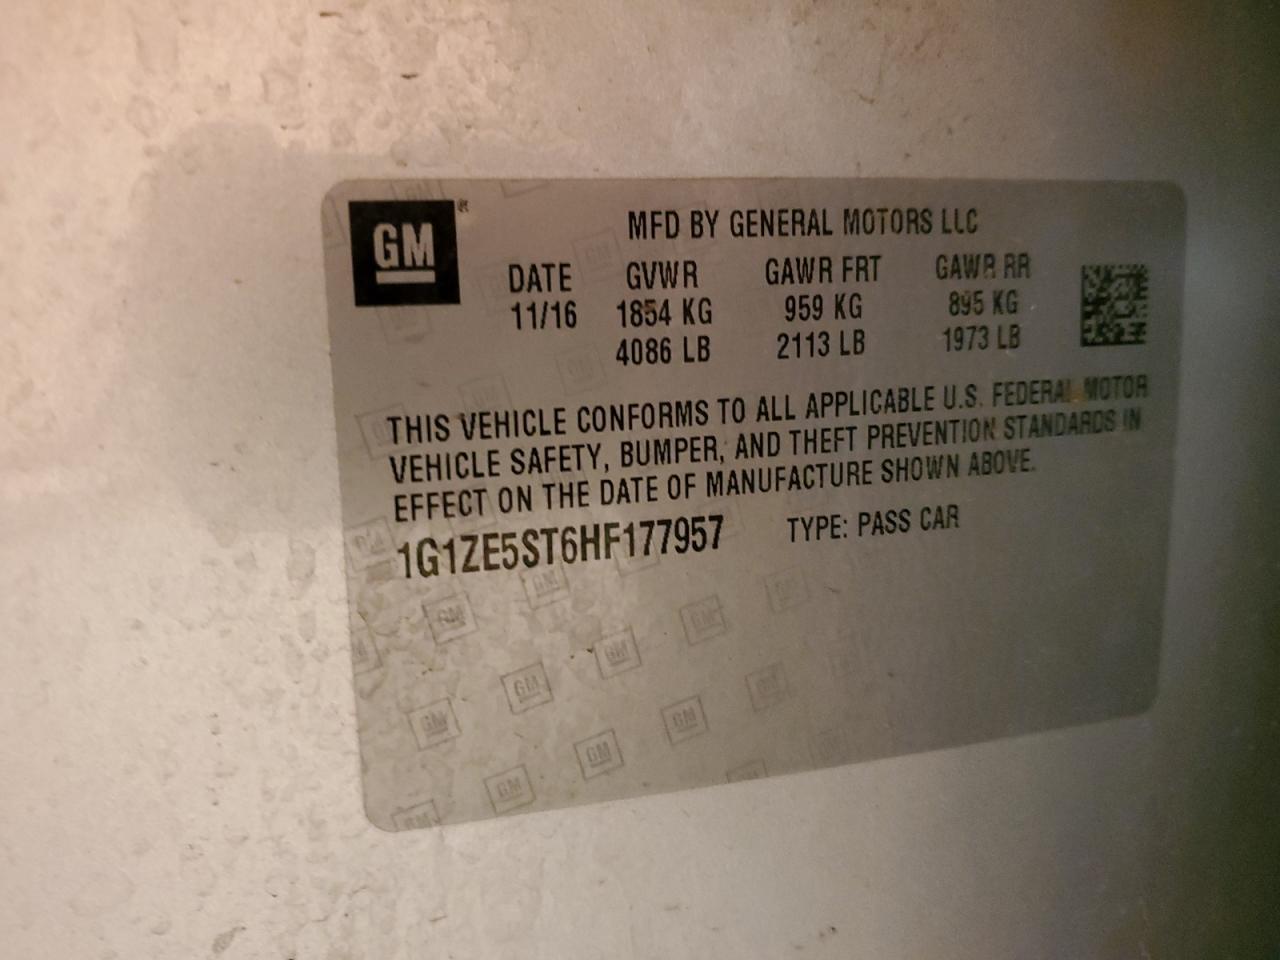 GM®
MFD BY GENERAL MOTORS LLC
DATE GVWR GAWR FRT GAWR RR
11/16 1854 KG 959 KG 895 KG
4086 LB 2113 LB 1973 LB
THIS VEHICLE CONFORMS TO ALL APPLICABLE U.S. FEDERAL MOTOR
VEHICLE SAFETY, BUMPER, AND THEFT PREVENTION STANDARDS IN
EFFECT ON THE DATE OF MANUFACTURE SHOWN ABOVE.
1G1ZE5ST6HF177957 TYPE: PASS CAR